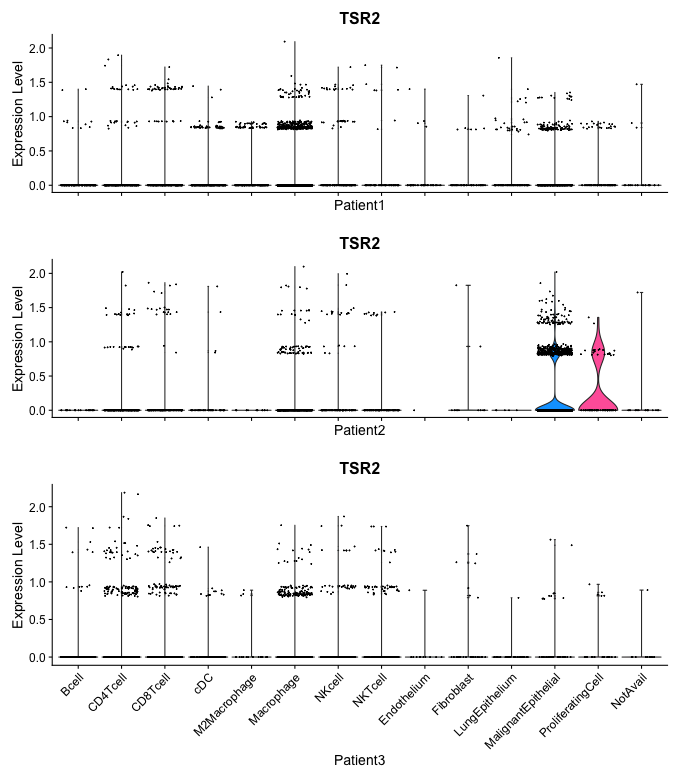 TSR2
Expression Level
2.0
1.5
1.0
0.5
0.0
Patient1
TSR2
Expression Level
2.0
1.5
1.0
0.5
0.0
Patient2
TSR2
Expression Level
2.0
1.5
1.0
0.5
0.0
Bcell
CD4Tcell
CD8Tcell
cDC
M2Macrophage
Macrophage
NKcell
NKTcell
Endothelium
Fibroblast
LungEpithelium
MalignantEpithelial
ProliferatingCell
NotAvail
Patient3